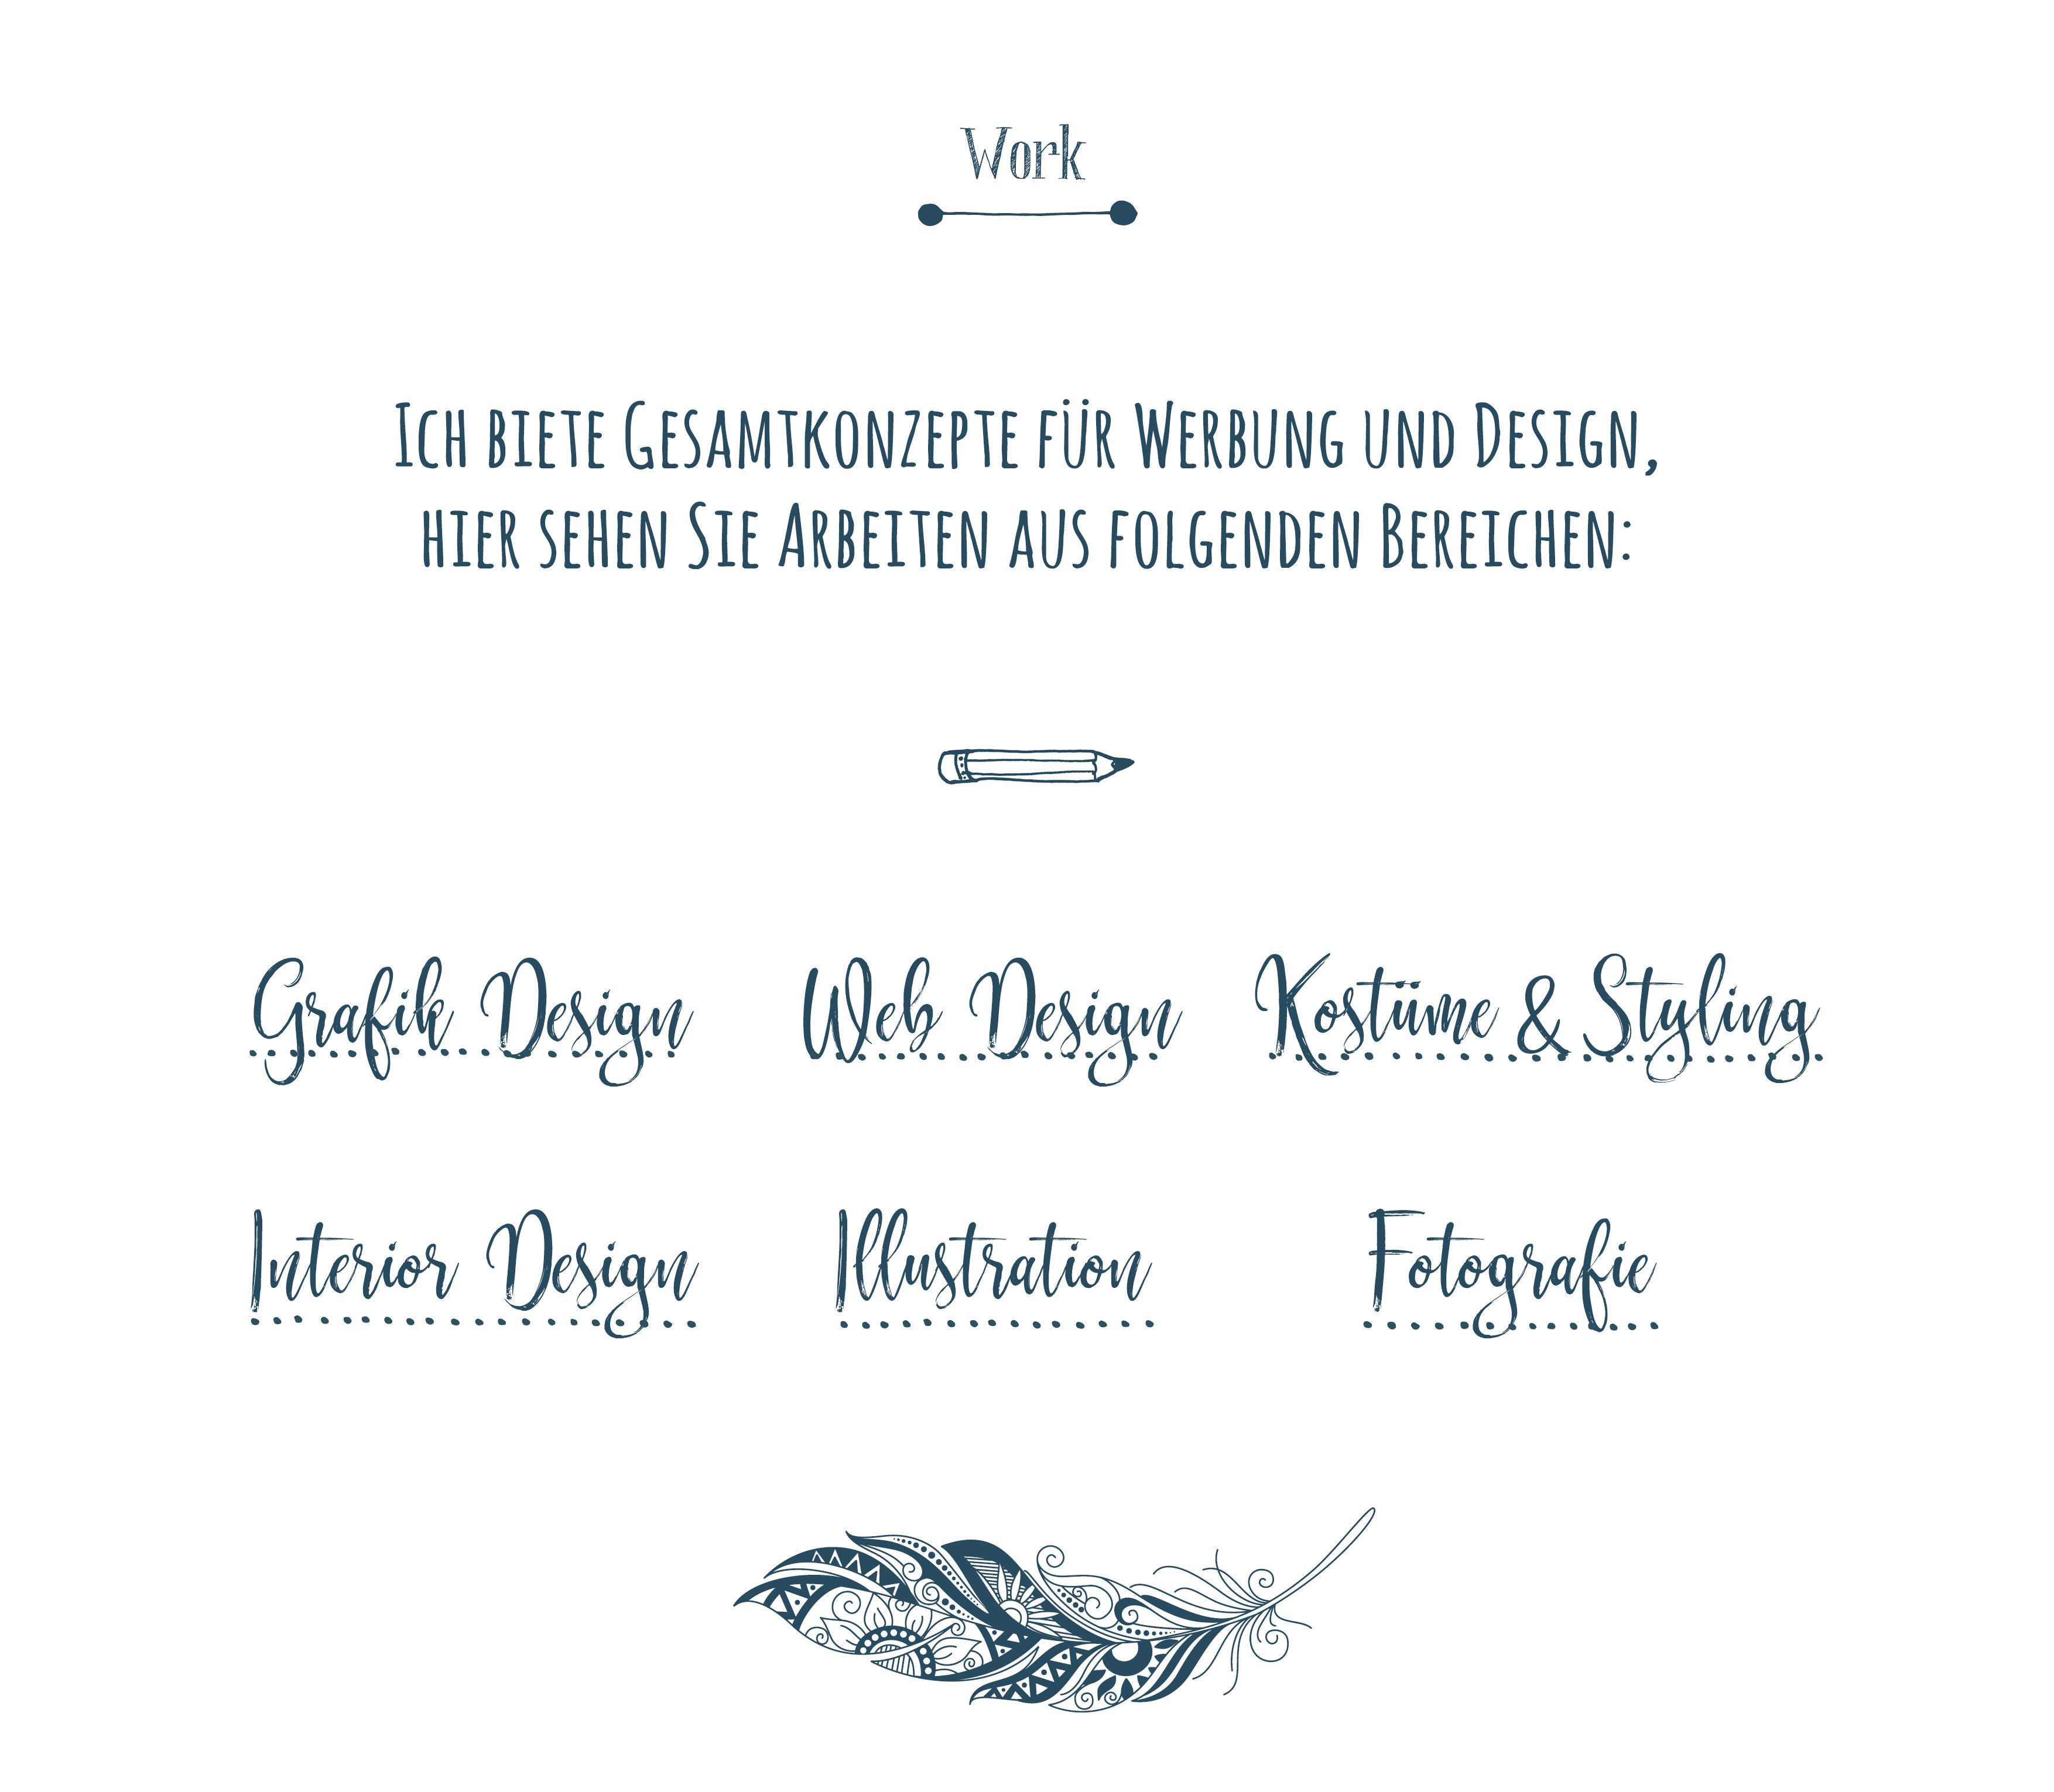 Work
Ich biete Gesamtkonzepte für Werbung und Design,
hier sehen Sie Arbeiten aus folgenden Bereichen:
Grafik Design
Web Design
Kostüme & Styling
Interior Design
Illustration
Fotografie